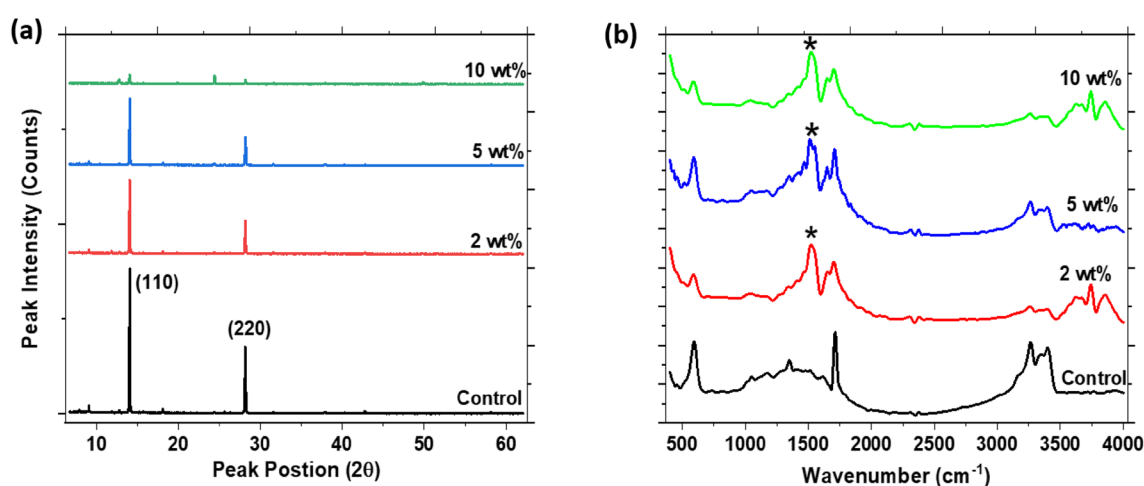 (a)
10 wt%
5 wt%
2 wt%
(110)
(220)
Control
Peak Intensity (Counts)
10 20 30 40 50 60
Peak Postion (2θ)
(b)
*
10 wt%
*
5 wt%
*
2 wt%
Control
500 1000 1500 2000 2500 3000 3500 4000
Wavenumber (cm⁻¹)